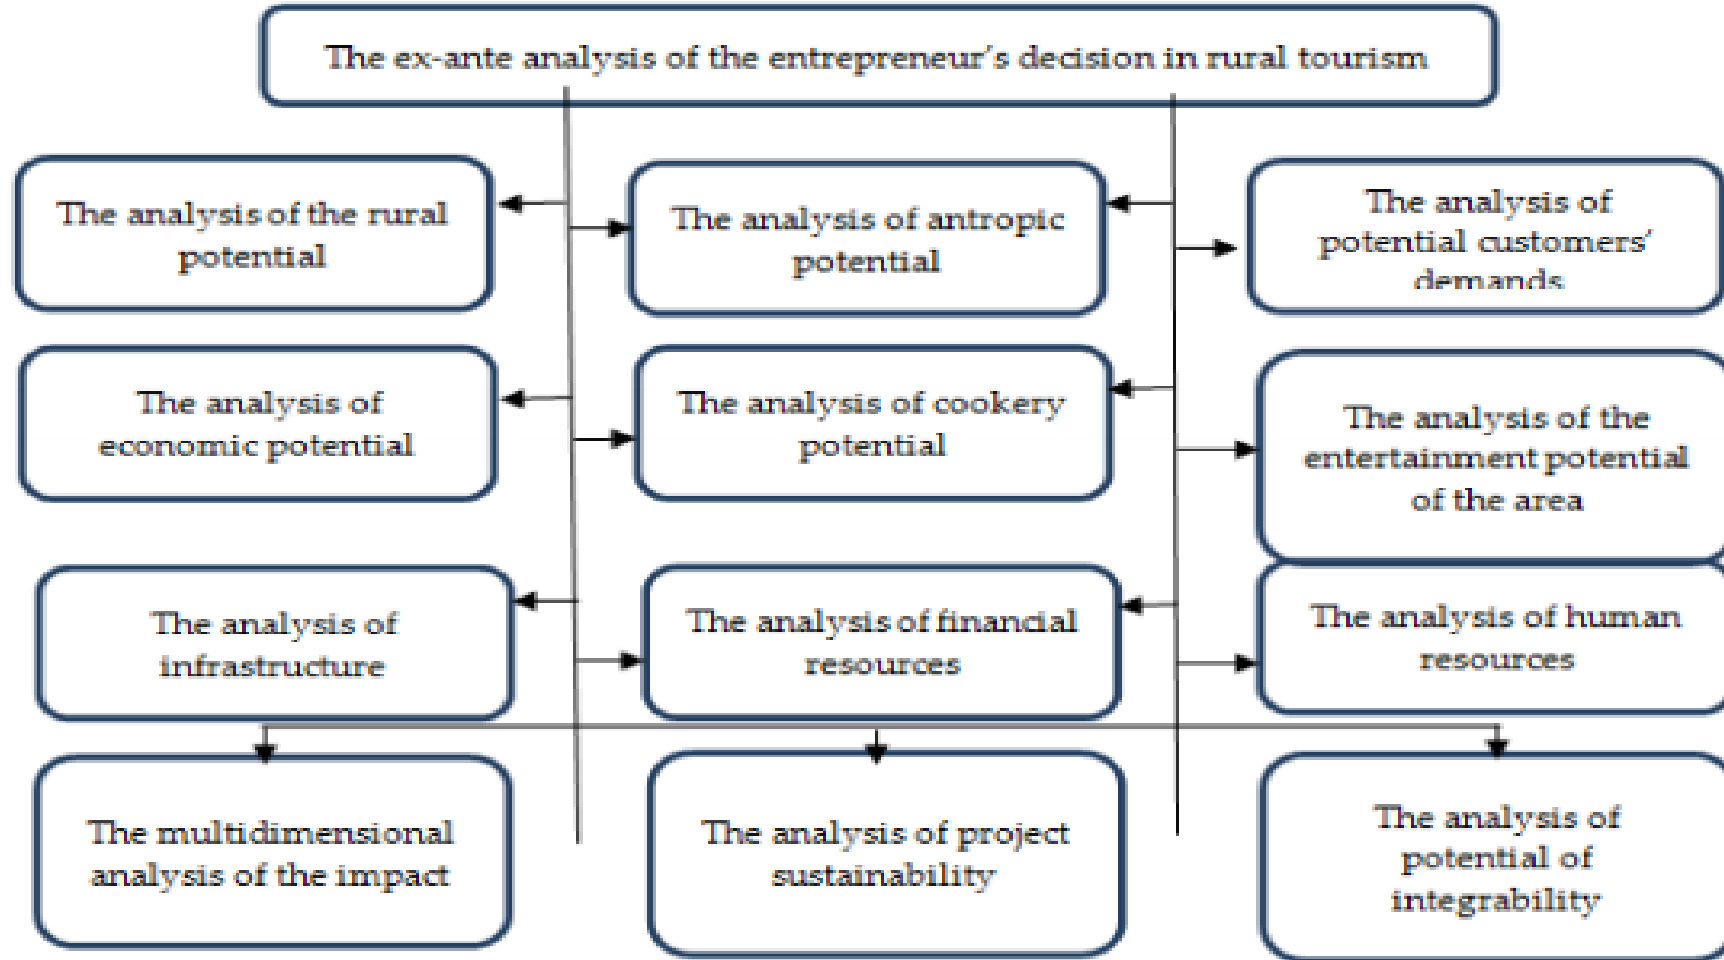 The ex-ante analysis of the entrepreneur's decision in rural tourism
The analysis of the rural
potential
The analysis of antropic
potential
The analysis of
potential customers'
demands
The analysis of
economic potential
The analysis of cookery
potential
The analysis of the
entertainment potential
of the area
The analysis of
infrastructure
The analysis of financial
resources
The analysis of human
resources
The multidimensional
analysis of the impact
The analysis of project
sustainability
The analysis of
potential of
integrability